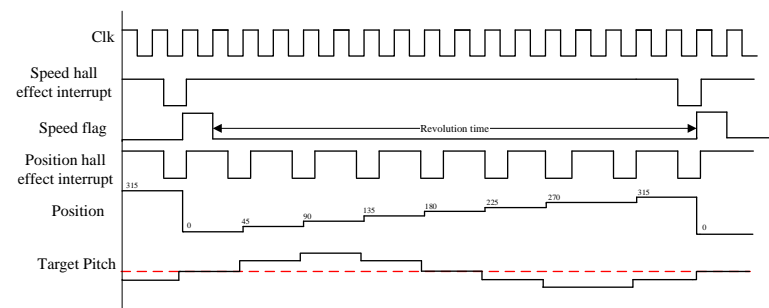 Clk
Speed hall
effect interrupt
Speed flag
Revolution time
Position hall
effect interrupt
Position
315
0
45
90
135
180
225
270
315
0
Target Pitch